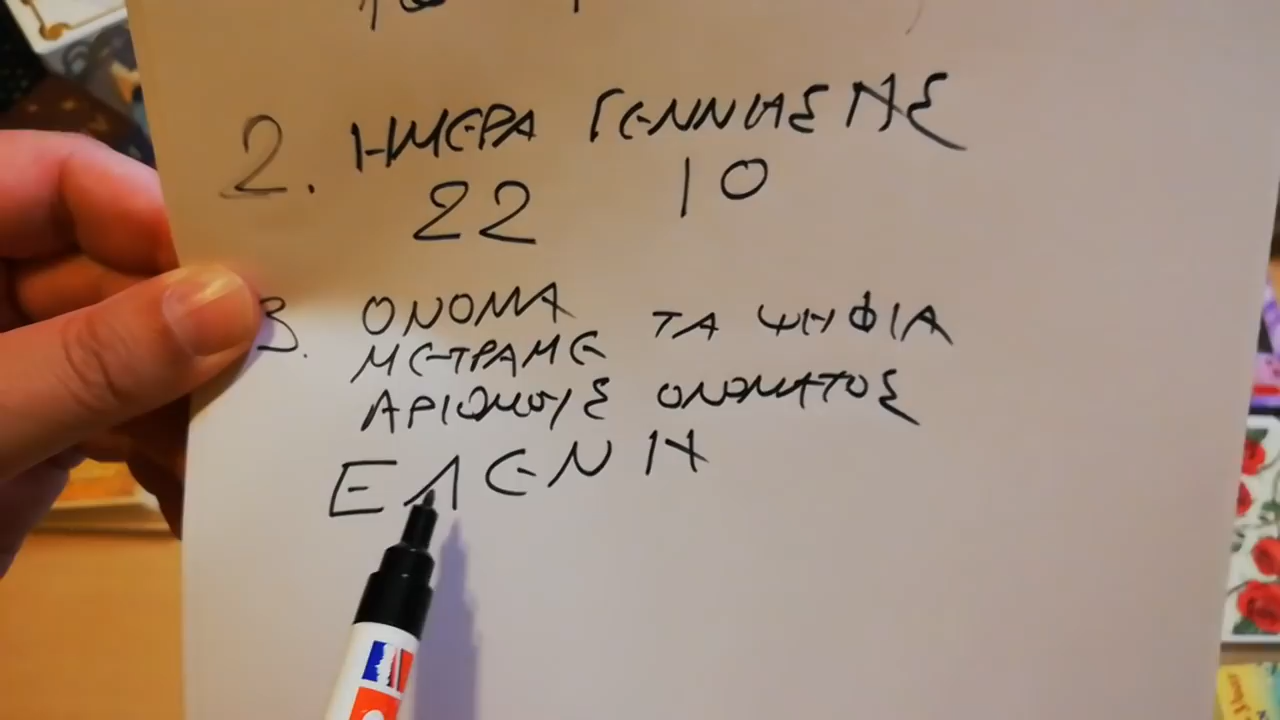 2. ΗΜΕΡΑ ΓΕΝΝΗΣΗΣ
22 10
3. ΟΝΟΜΑ
ΜΕΤΡΑΜΕ ΤΑ ΨΗΦΙΑ
ΑΡΙΘΜΟΥΣ ΟΝΟΜΑΤΟΣ
ΕΛΕΝΗ